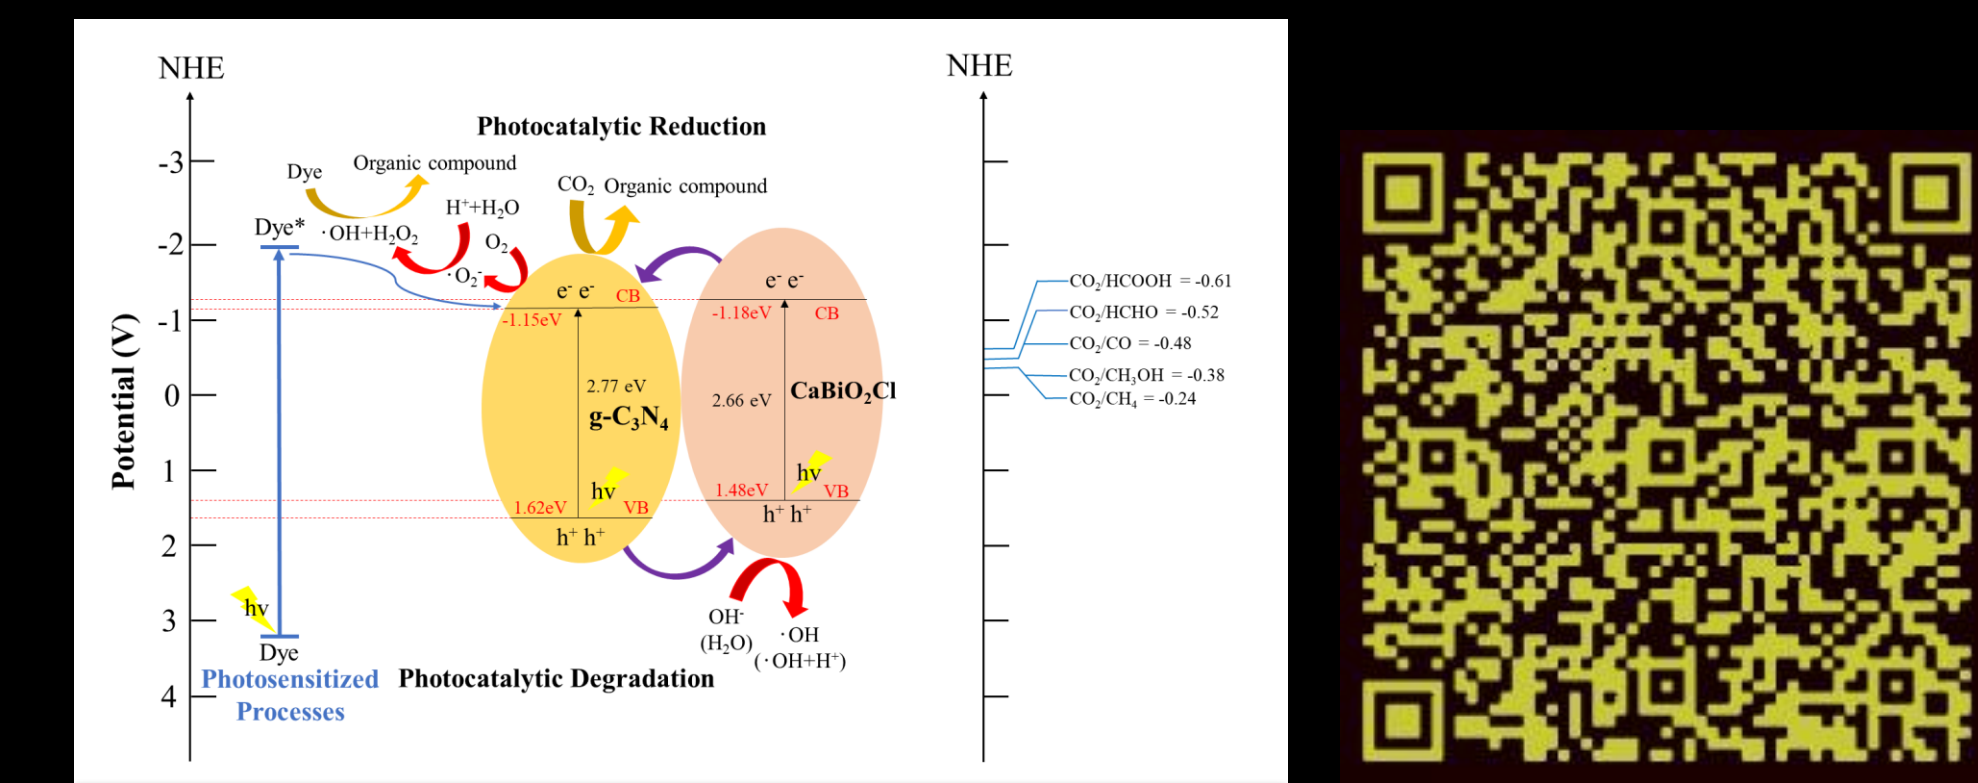 NHE
NHE
Photocatalytic Reduction
Potential (V)
-3
-2
-1
0
1
2
3
4
Dye
Organic compound
Dye*
·OH+H₂O₂
H⁺+H₂O
O₂
·O₂⁻
CO₂ Organic compound
e⁻ e⁻
CB
-1.15eV
2.77 eV
g-C₃N₄
hv
1.62eV
VB
h⁺ h⁺
e⁻ e⁻
-1.18eV
CB
2.66 eV
CaBiO₂Cl
hv
1.48eV
VB
h⁺ h⁺
OH⁻
(H₂O)
·OH
(·OH+H⁺)
hv
Dye
Photosensitized
Processes
Photocatalytic Degradation
CO₂/HCOOH = -0.61
CO₂/HCHO = -0.52
CO₂/CO = -0.48
CO₂/CH₃OH = -0.38
CO₂/CH₄ = -0.24